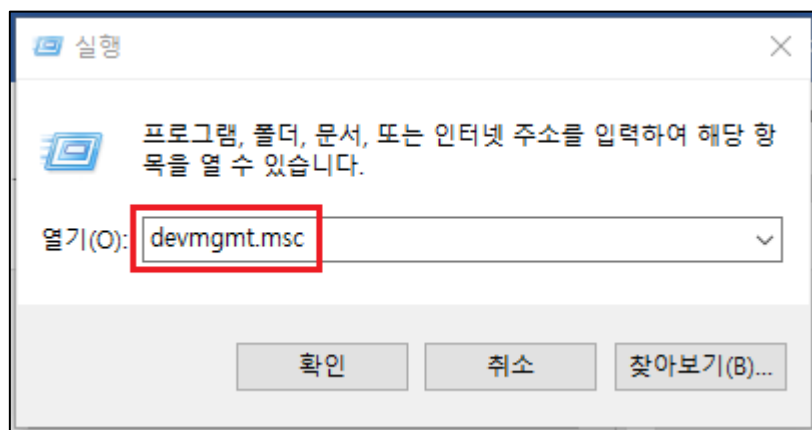 실행
프로그램, 폴더, 문서, 또는 인터넷 주소를 입력하여 해당 항
목을 열 수 있습니다.
열기(O): devmgmt.msc
확인 취소 찾아보기(B)...